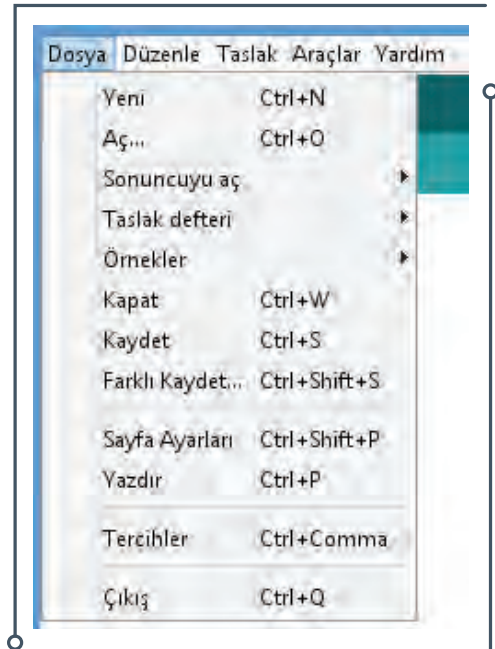 Dosya Düzenle Taslak Araçlar Yardım
Yeni Ctrl+N
Aç... Ctrl+O
Sonuncuyu aç
Taslak defteri
Örnekler
Kapat Ctrl+W
Kaydet Ctrl+S
Farklı Kaydet... Ctrl+Shift+S
Sayfa Ayarları Ctrl+Shift+P
Yazdır Ctrl+P
Tercihler Ctrl+Comma
Çıkış Ctrl+Q